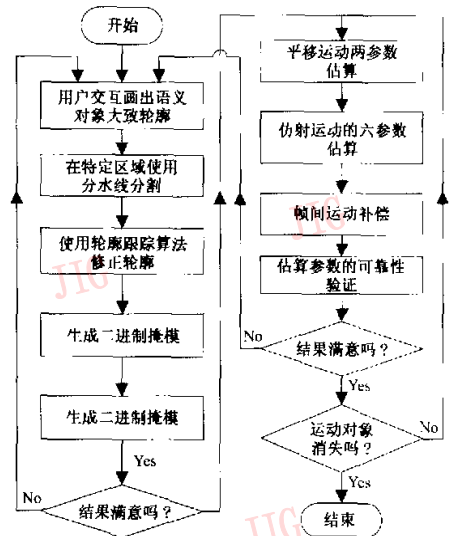 开始
用户交互画出语义
对象大致轮廓
在特定区域使用
分水线分割
使用轮廓跟踪算法
修正轮廓
生成二进制掩模
生成二进制掩模
Yes
No
结果满意吗？
平移运动两参数
估算
仿射运动的六参数
估算
帧间运动补偿
估算参数的可靠性
验证
No
结果满意吗？
Yes
运动对象
消失吗？
No
Yes
结束
JIG
JIG
JIG